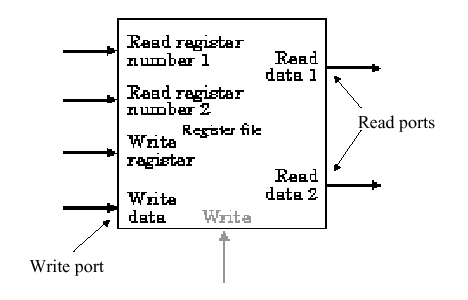 Read register
number 1
Read
data 1
Read register
number 2
Read ports
Register file
Write
register
Read
data 2
Write
data
Write
Write port